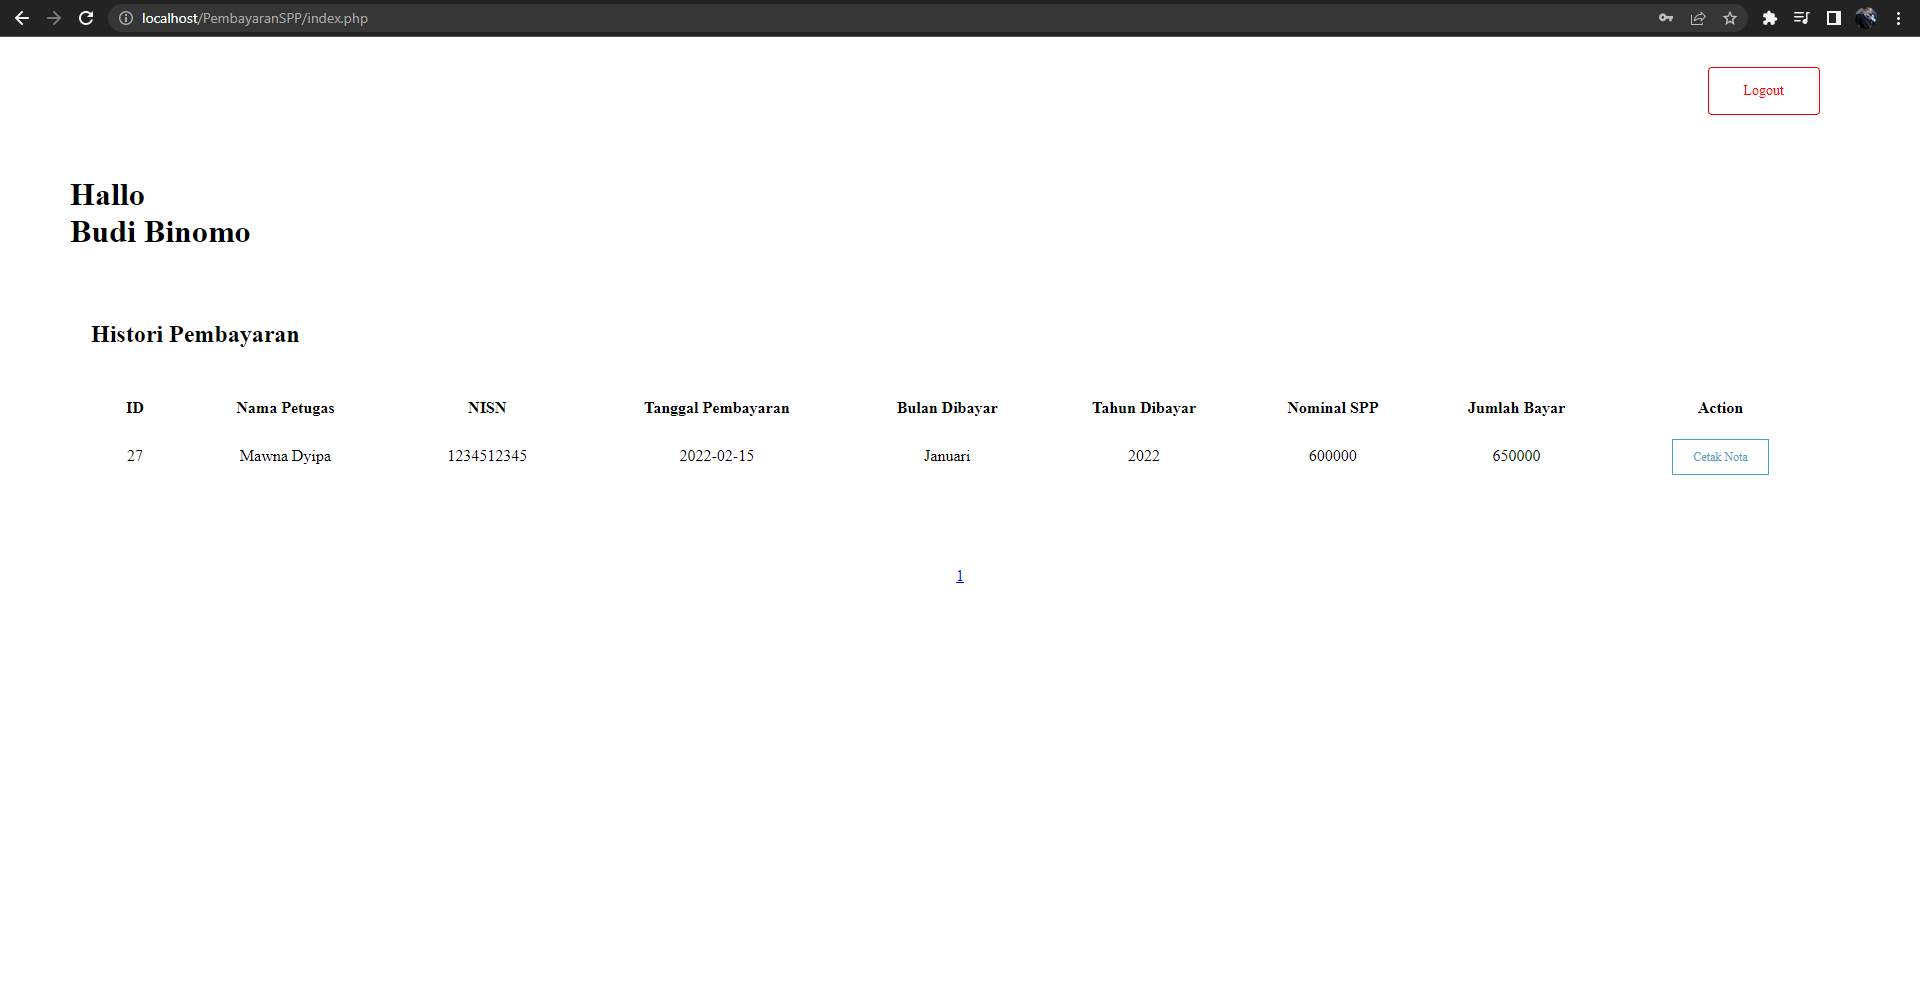 localhost/PembayaranSPP/index.php
Logout
Hallo
Budi Binomo
Histori Pembayaran
ID Nama Petugas NISN Tanggal Pembayaran Bulan Dibayar Tahun Dibayar Nominal SPP Jumlah Bayar Action
27 Mawna Dyipa 1234512345 2022-02-15 Januari 2022 600000 650000 Cetak Nota
1